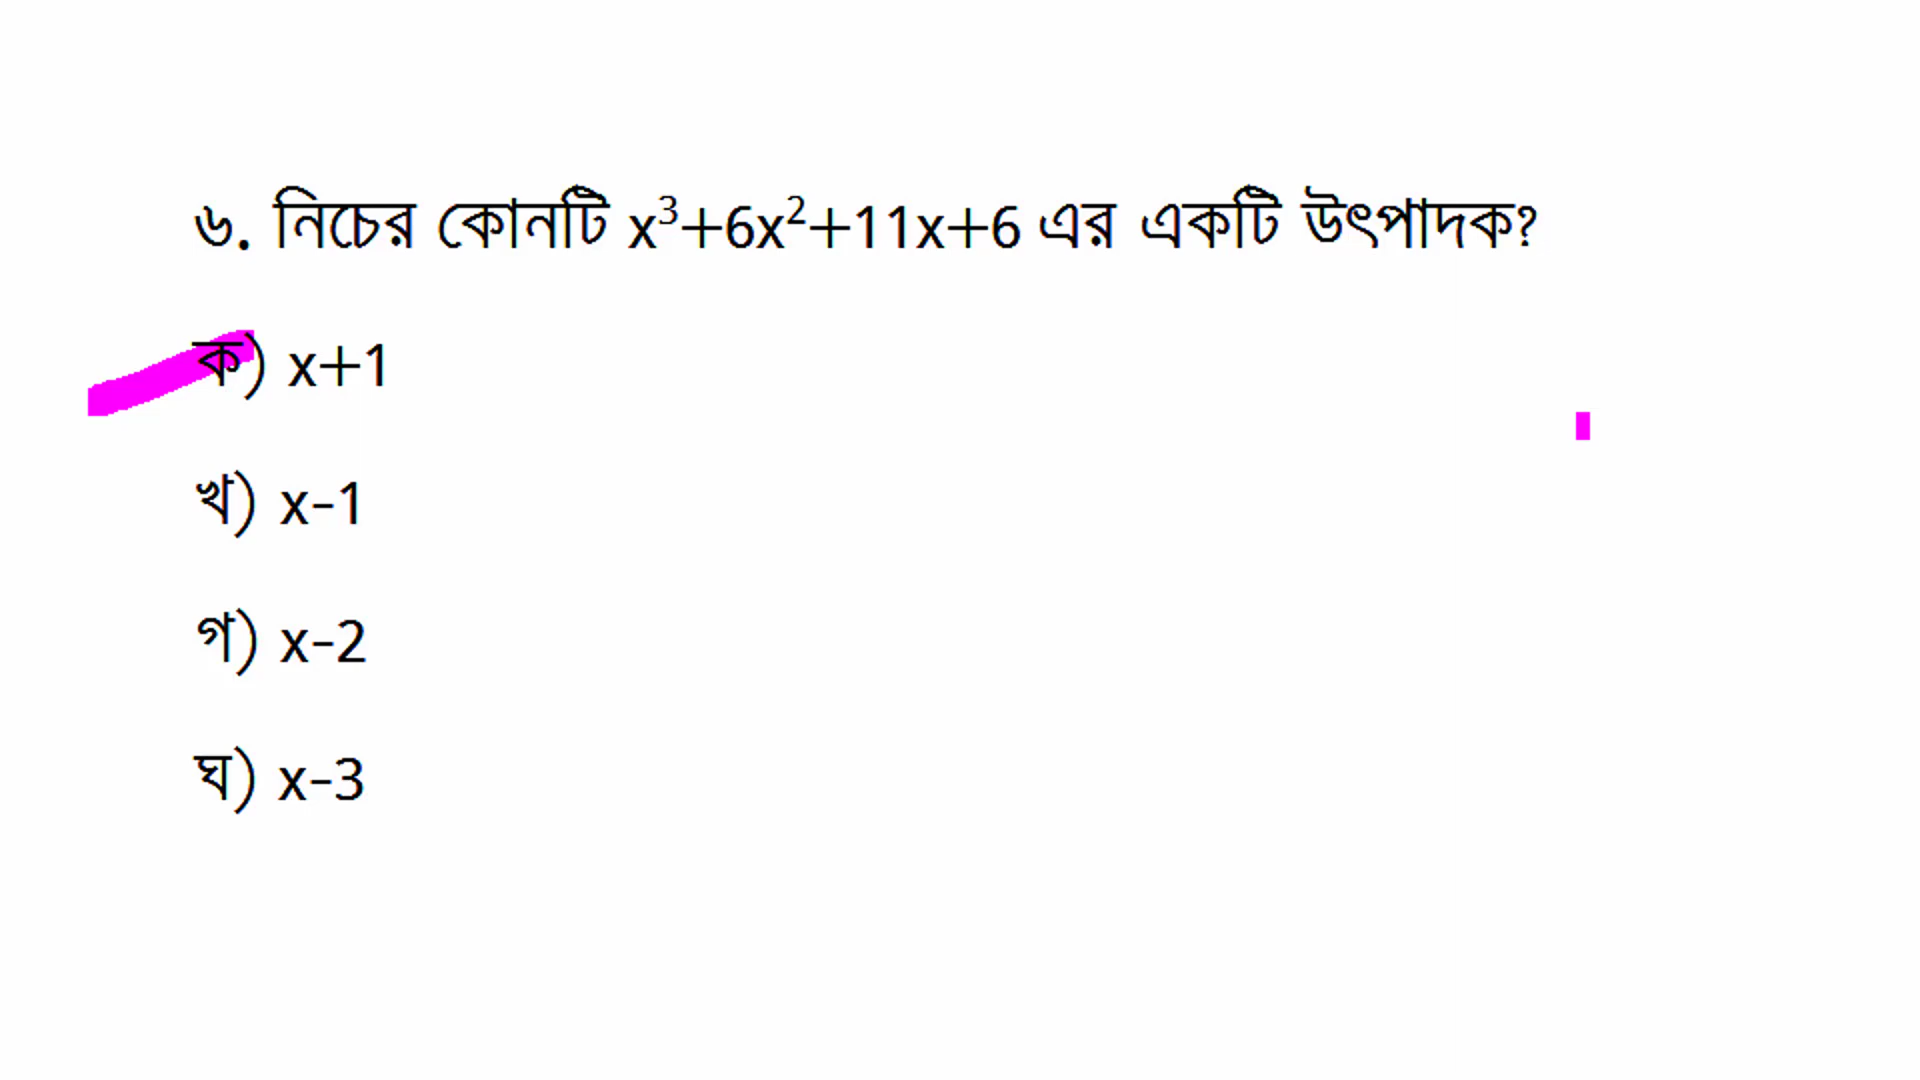 ৬. নিচের কোনটি x³+6x²+11x+6 এর একটি উৎপাদক?
ক) x+1
খ) x-1
গ) x-2
ঘ) x-3